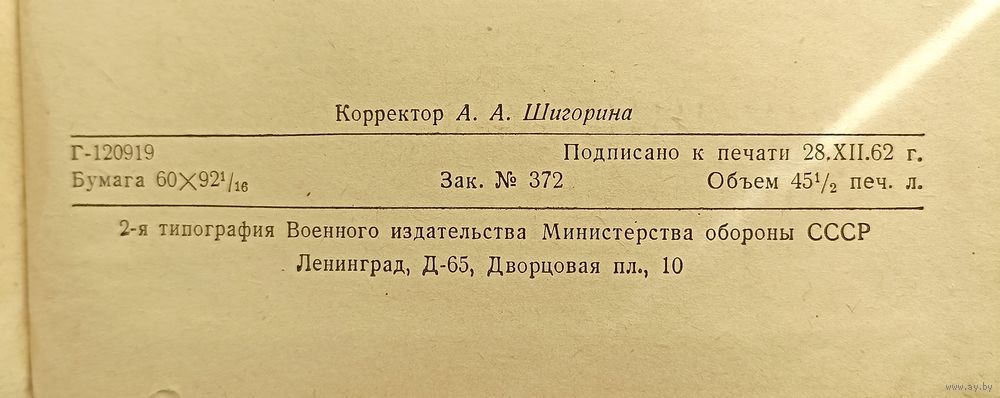 Корректор А. А. Шигорина
Г-120919 Подписано к печати 28.XII.62 г.
Бумага 60×92¹/₁₆ Зак. № 372 Объем 45¹/₂ печ. л.
2-я типография Военного издательства Министерства обороны СССР
Ленинград, Д-65, Дворцовая пл., 10
www.ay.by